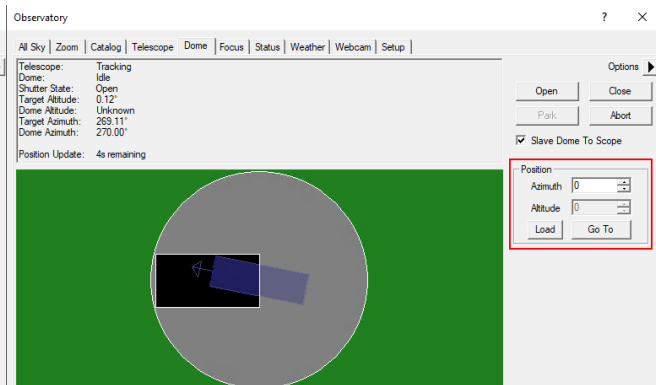 Observatory
? ×
All Sky Zoom Catalog Telescope Dome Focus Status Weather Webcam Setup
Telescope: Tracking
Dome: Idle
Shutter State: Open
Target Altitude: 0.12°
Dome Altitude: Unknown
Target Azimuth: 269.11°
Dome Azimuth: 270.00°
Position Update: 4s remaining
Options
Open Close
Park Abort
Slave Dome To Scope
Position
Azimuth 0
Altitude 0
Load Go To